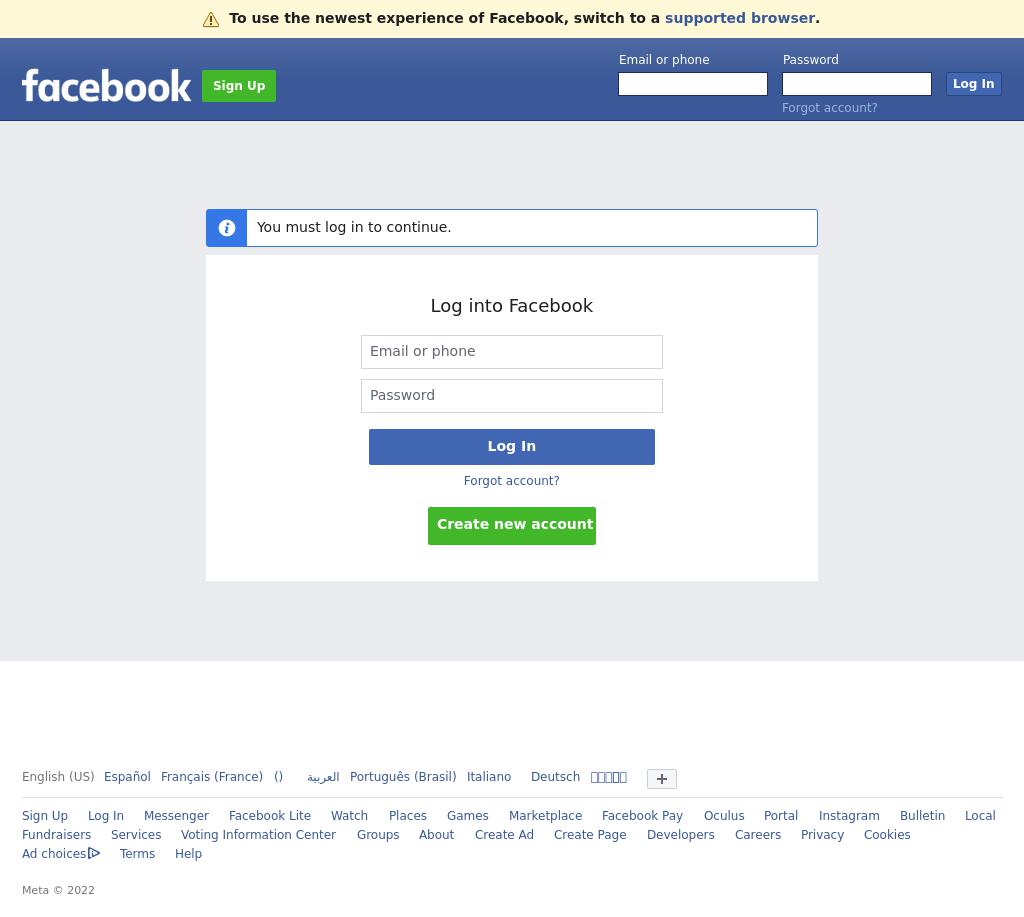 To use the newest experience of Facebook, switch to a supported browser.
facebook
Sign Up
Email or phone
Password
Log In
Forgot account?
You must log in to continue.
Log into Facebook
Email or phone
Password
Log In
Forgot account?
Create new account
English (US) Español Français (France) () العربية Português (Brasil) Italiano Deutsch
Sign Up Log In Messenger Facebook Lite Watch Places Games Marketplace Facebook Pay Oculus Portal Instagram Bulletin Local
Fundraisers Services Voting Information Center Groups About Create Ad Create Page Developers Careers Privacy Cookies
Ad choices Terms Help
Meta © 2022